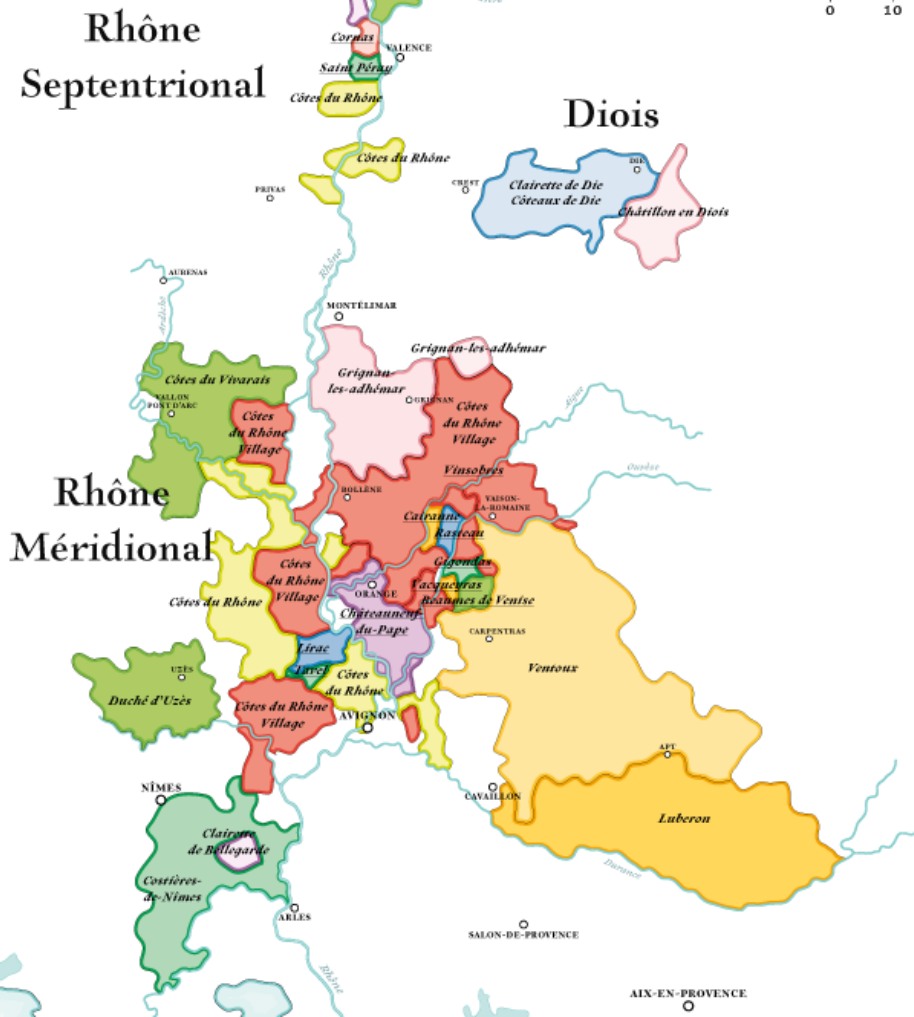 0 10
Rhône
Septentrional
Cornas
VALENCE
Saint Péray
Côtes du Rhône
Diois
Côtes du Rhône
DIE
CREST
PRIVAS
Clairette de Die
Côteaux de Die
Châtillon en Diois
Rhône
AUBENAS
Ardèche
MONTÉLIMAR
Grignan-les-adhémar
Côtes du Vivarais
Grignan-
les-adhémar
GRIGNAN
VALLON
PONT D'ARC
Côtes
du Rhône
Village
Côtes
du Rhône
Village
Aigue
Vinsobres
Ouvèze
Rhône
Méridional
BOLLÈNE
VAISON-
LA-ROMAINE
Cairanne
Rasteau
Gigondas
Côtes
du Rhône
Village
ORANGE
Vacqueyras
Beaumes de Venise
Côtes du Rhône
Châteauneuf-
du-Pape
CARPENTRAS
Lirac
Tavel
Ventoux
UZÈS
Duché d'Uzès
Côtes
du Rhône
Côtes du Rhône
Village
AVIGNON
APT
NÎMES
CAVAILLON
Luberon
Clairette
de Bellegarde
Durance
Costières-
de-Nîmes
ARLES
SALON-DE-PROVENCE
Rhône
AIX-EN-PROVENCE